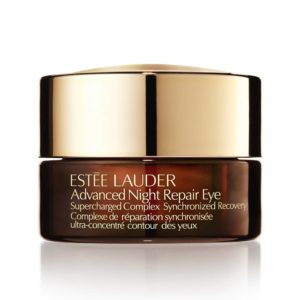 ESTĒE LAUDER
Advanced Night Repair Eye
Supercharged Complex Synchronized Recovery
Complexe de réparation synchronisée
ultra-concentré contour des yeux